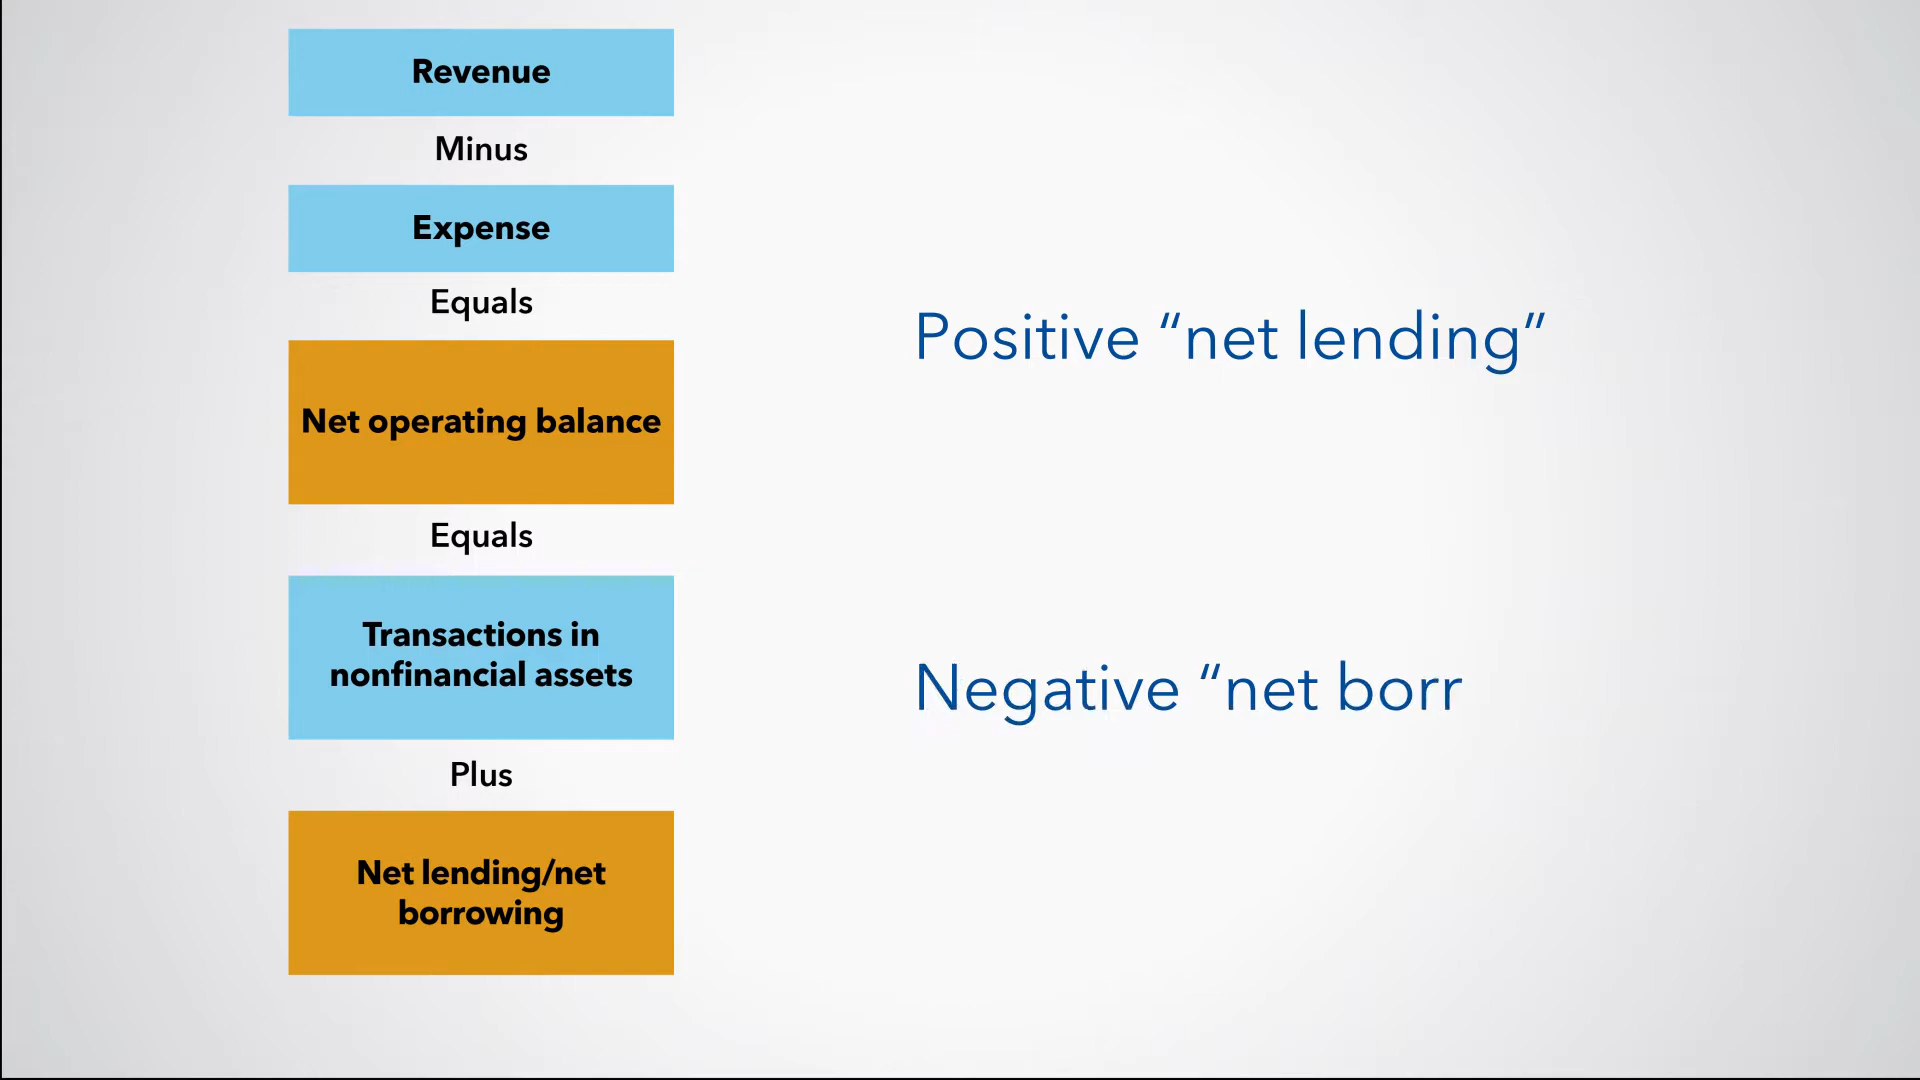 Revenue
Minus
Expense
Equals
Net operating balance
Equals
Transactions in
nonfinancial assets
Plus
Net lending/net
borrowing
Positive “net lending”
Negative “net borr